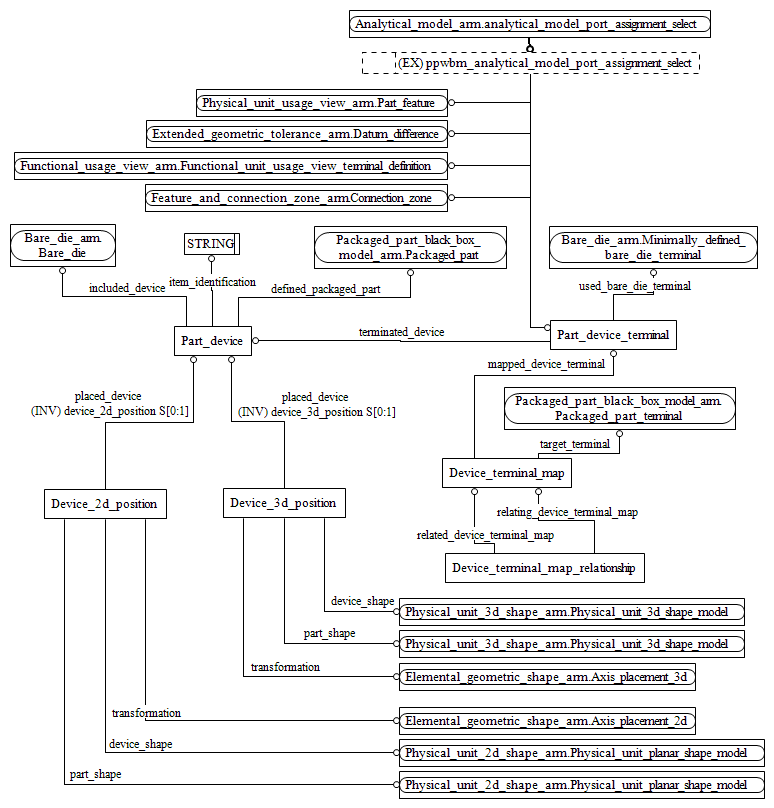 Analytical_model_arm.analytical_model_port_assignment_select
(EX) ppwbm_analytical_model_port_assignment_select
Physical_unit_usage_view_arm.Part_feature
Extended_geometric_tolerance_arm.Datum_difference
Functional_usage_view_arm.Functional_unit_usage_view_terminal_definition
Feature_and_connection_zone_arm.Connection_zone
Bare_die_arm.
Bare_die
STRING
Packaged_part_black_box_
model_arm.Packaged_part
Bare_die_arm.Minimally_defined_
bare_die_terminal
included_device
item_identification
defined_packaged_part
used_bare_die_terminal
Part_device
terminated_device
Part_device_terminal
mapped_device_terminal
placed_device
(INV) device_2d_position S[0:1]
placed_device
(INV) device_3d_position S[0:1]
Packaged_part_black_box_model_arm.
Packaged_part_terminal
target_terminal
Device_terminal_map
Device_2d_position
Device_3d_position
relating_device_terminal_map
related_device_terminal_map
Device_terminal_map_relationship
device_shape
Physical_unit_3d_shape_arm.Physical_unit_3d_shape_model
part_shape
Physical_unit_3d_shape_arm.Physical_unit_3d_shape_model
transformation
Elemental_geometric_shape_arm.Axis_placement_3d
transformation
Elemental_geometric_shape_arm.Axis_placement_2d
device_shape
Physical_unit_2d_shape_arm.Physical_unit_planar_shape_model
part_shape
Physical_unit_2d_shape_arm.Physical_unit_planar_shape_model